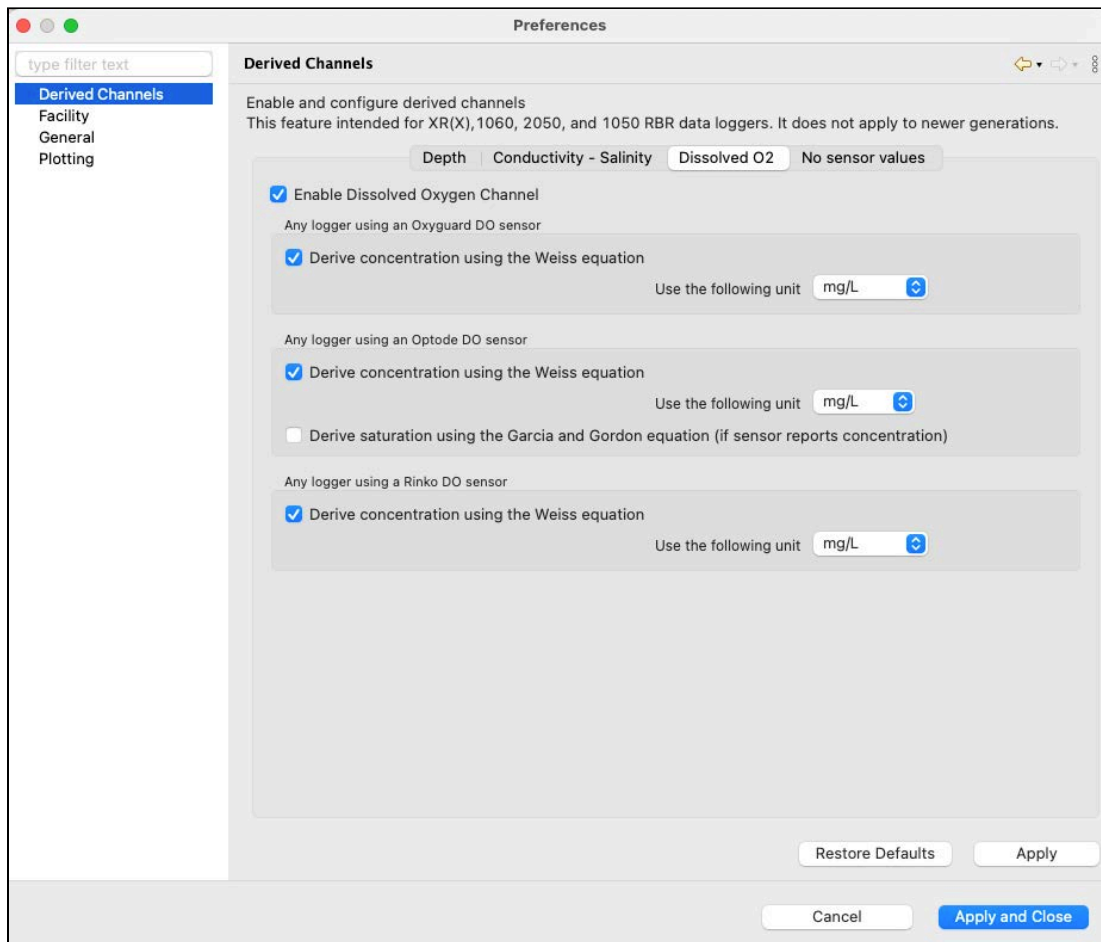 Preferences
type filter text
Derived Channels
Facility
General
Plotting
Derived Channels
Enable and configure derived channels
This feature intended for XR(X),1060, 2050, and 1050 RBR data loggers. It does not apply to newer generations.
Depth Conductivity - Salinity Dissolved O2 No sensor values
Enable Dissolved Oxygen Channel
Any logger using an Oxyguard DO sensor
Derive concentration using the Weiss equation
Use the following unit mg/L
Any logger using an Optode DO sensor
Derive concentration using the Weiss equation
Use the following unit mg/L
Derive saturation using the Garcia and Gordon equation (if sensor reports concentration)
Any logger using a Rinko DO sensor
Derive concentration using the Weiss equation
Use the following unit mg/L
Restore Defaults Apply
Cancel Apply and Close